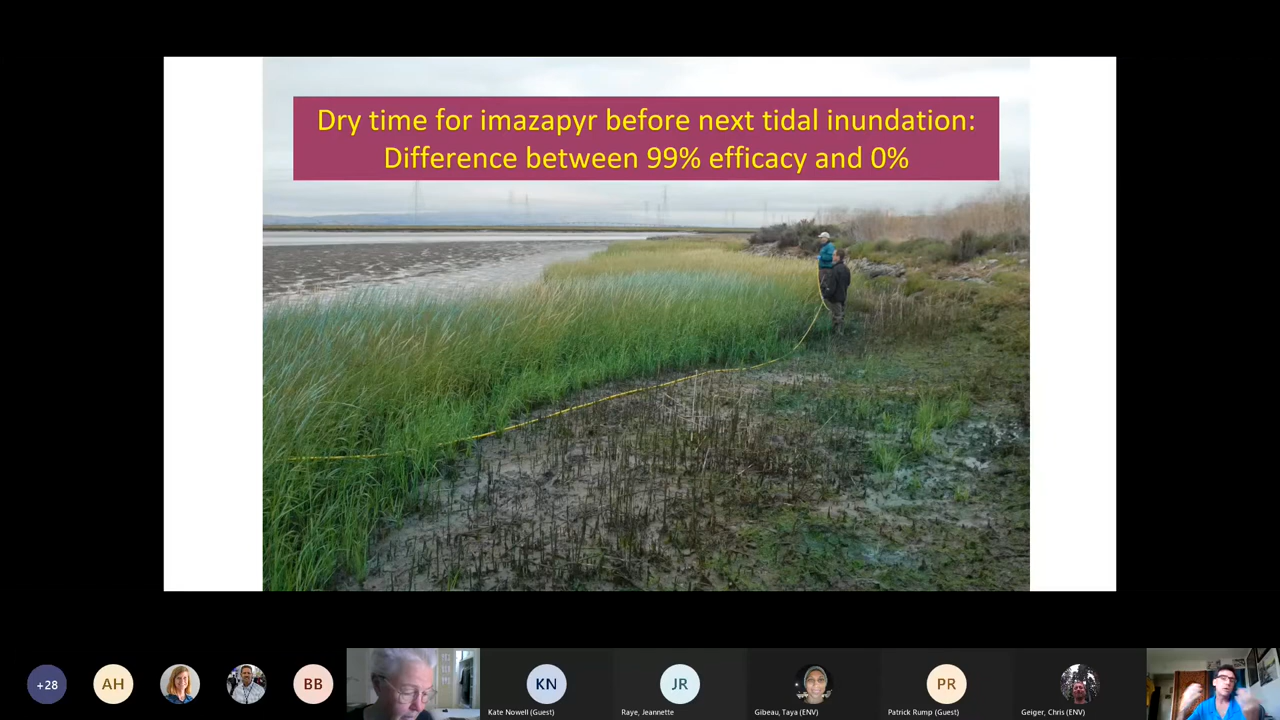 Dry time for imazapyr before next tidal inundation:
Difference between 99% efficacy and 0%
+28
AH
BB
KN
Kate Nowell (Guest)
JR
Raye, Jeannette
Gibeau, Taya (ENV)
PR
Patrick Rump (Guest)
Geiger, Chris (ENV)